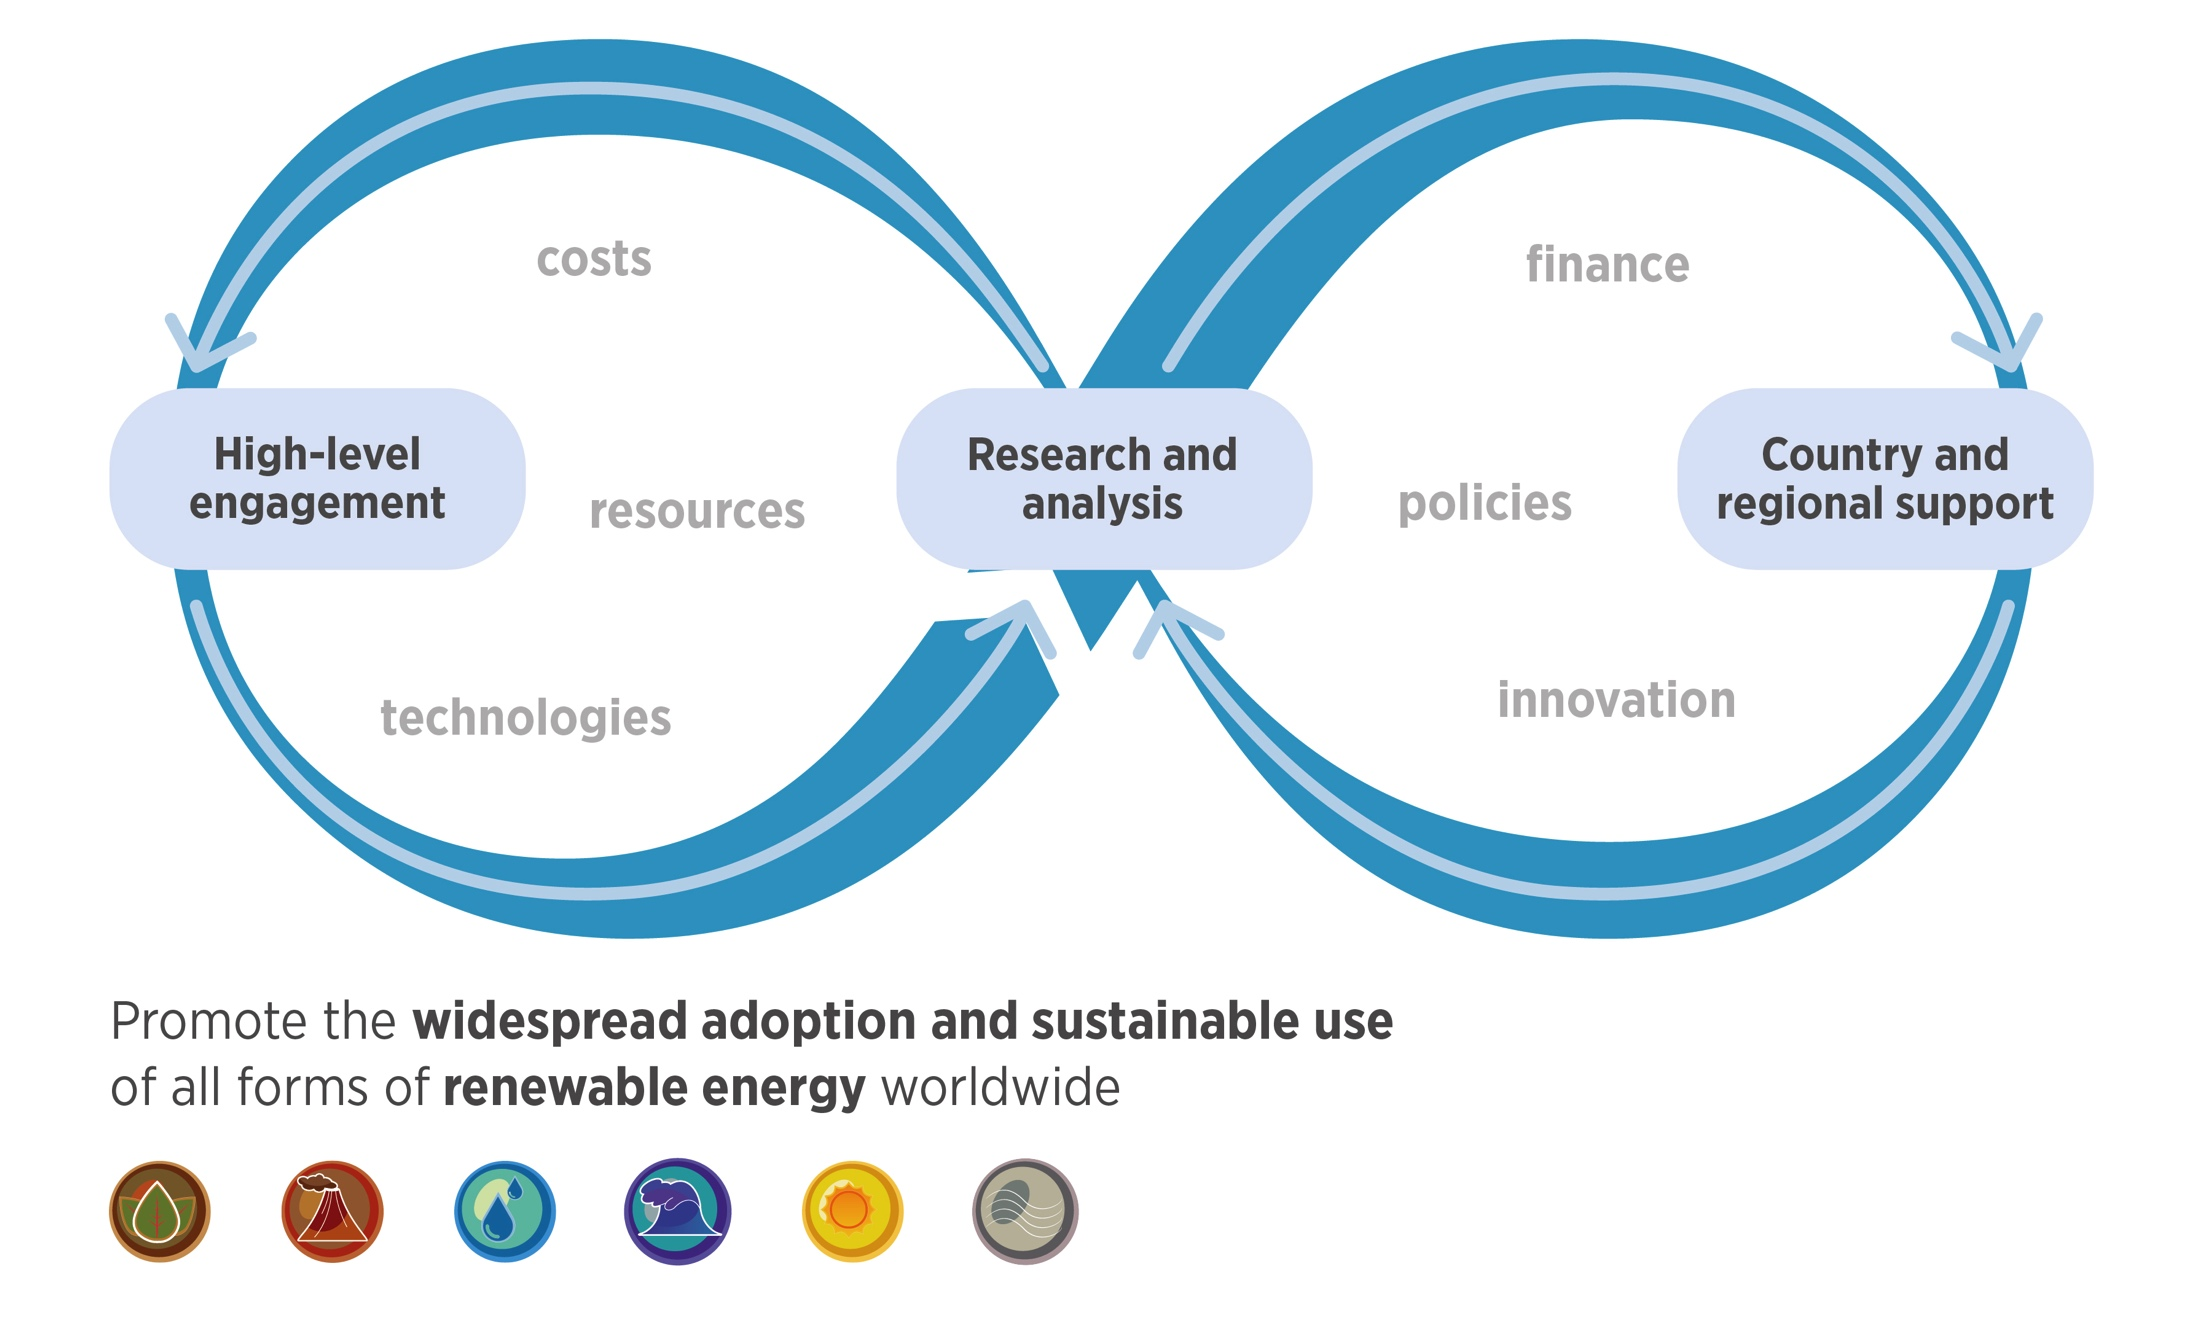 costs
finance
High-level
engagement
resources
Research and
analysis
policies
Country and
regional support
technologies
innovation
Promote the widespread adoption and sustainable use
of all forms of renewable energy worldwide